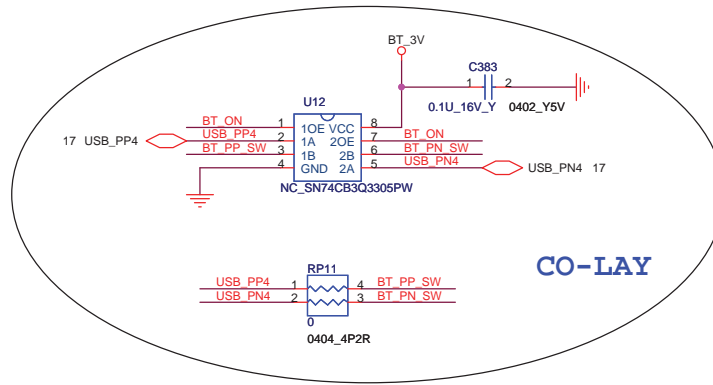 BT_3V
C383
1 2
0.1U_16V_Y 0402_Y5V
U12
BT_ON 1 1OE VCC 8
17 USB_PP4 USB_PP4 2 1A 2OE 7 BT_ON
BT_PP_SW 3 1B 2B 6 BT_PN_SW
4 GND 2A 5 USB_PN4 USB_PN4 17
NC_SN74CB3Q3305PW
CO-LAY
RP11
USB_PP4 1 4 BT_PP_SW
USB_PN4 2 3 BT_PN_SW
0
0404_4P2R